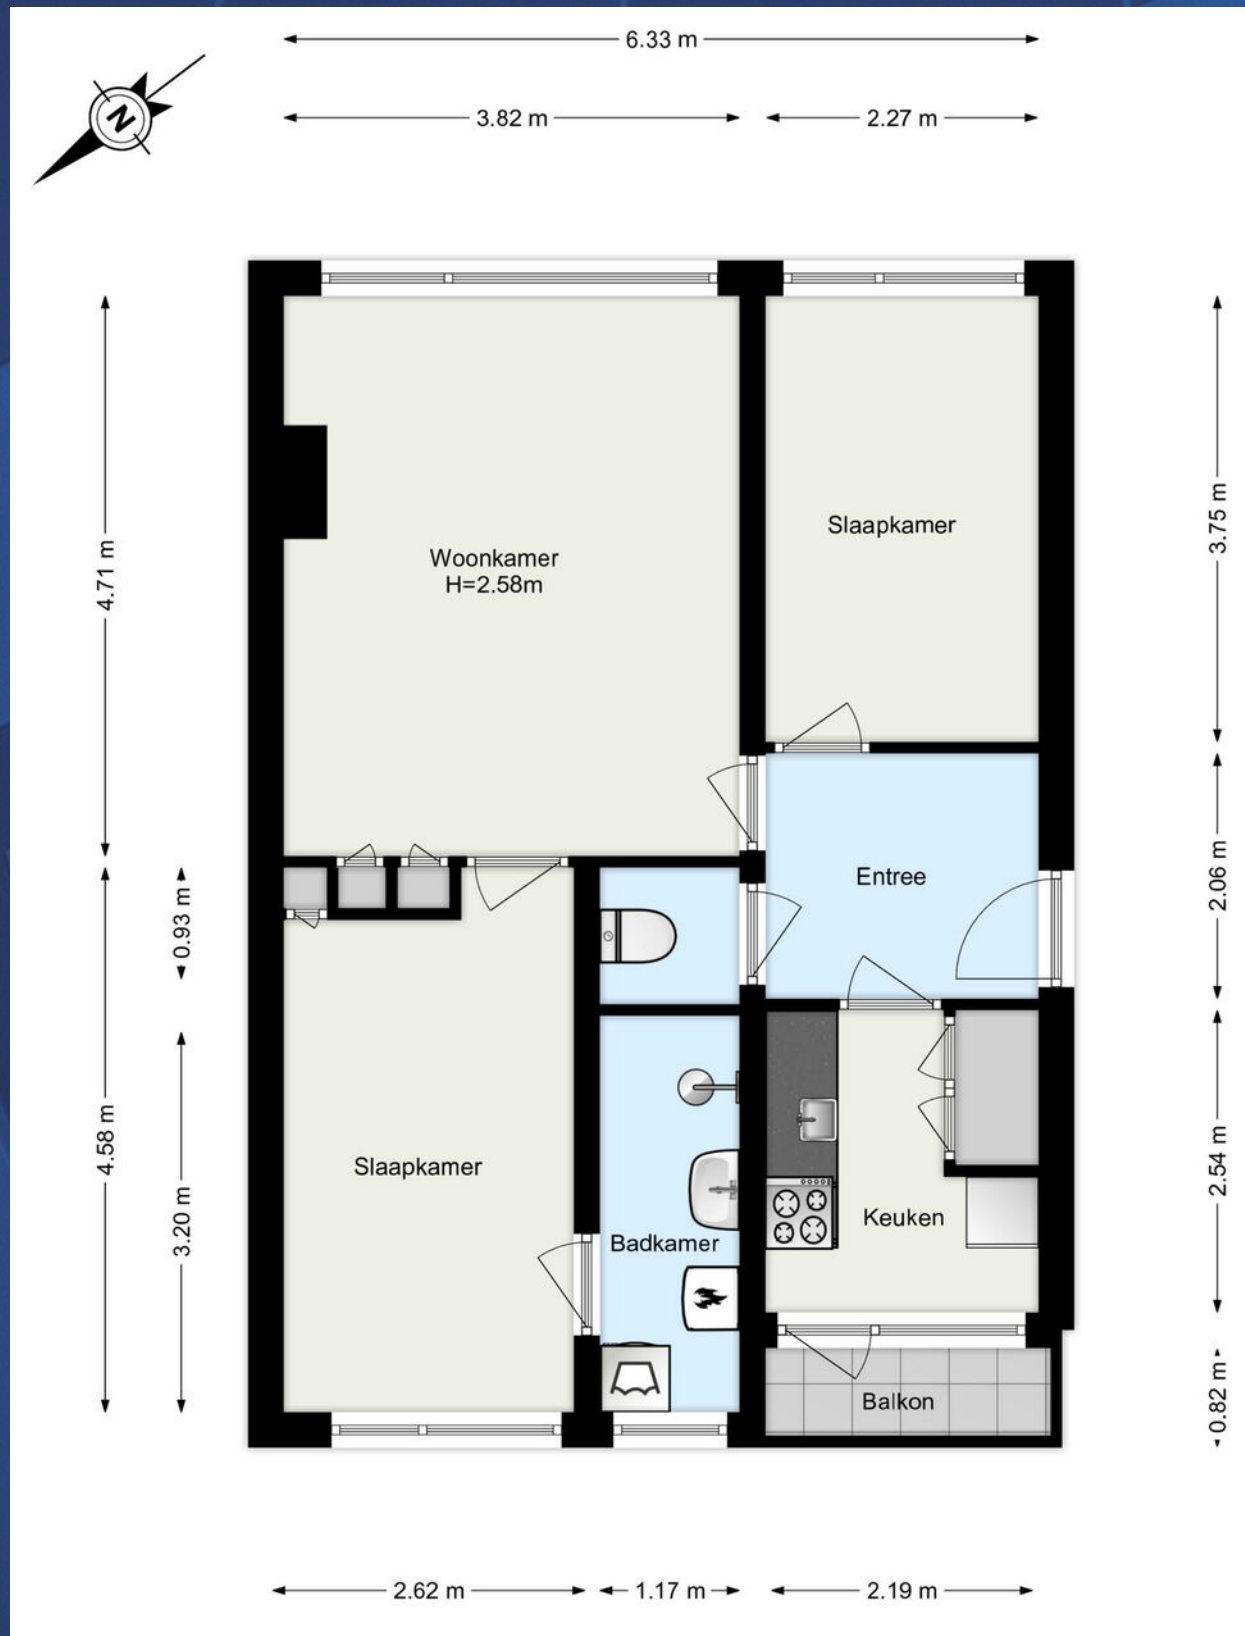 6.33 m
3.82 m
2.27 m
N
4.71 m
3.75 m
Slaapkamer
Woonkamer
H=2.58m
Entree
2.06 m
0.93 m
4.58 m
3.20 m
Slaapkamer
Badkamer
Keuken
2.54 m
Balkon
0.82 m
2.62 m
1.17 m
2.19 m